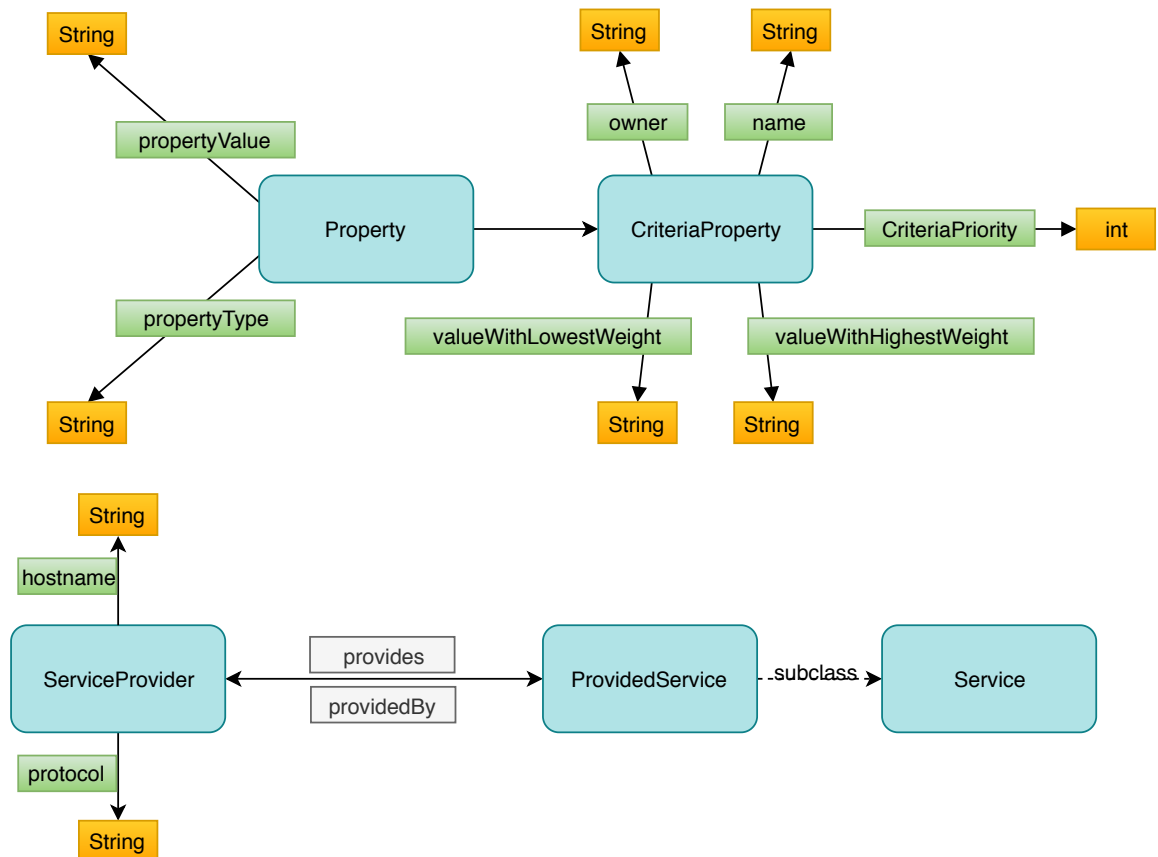 String
String
String
propertyValue
owner
name
Property
CriteriaProperty
CriteriaPriority
int
propertyType
valueWithLowestWeight
valueWithHighestWeight
String
String
String
String
hostname
ServiceProvider
provides
providedBy
ProvidedService
subclass
Service
protocol
String